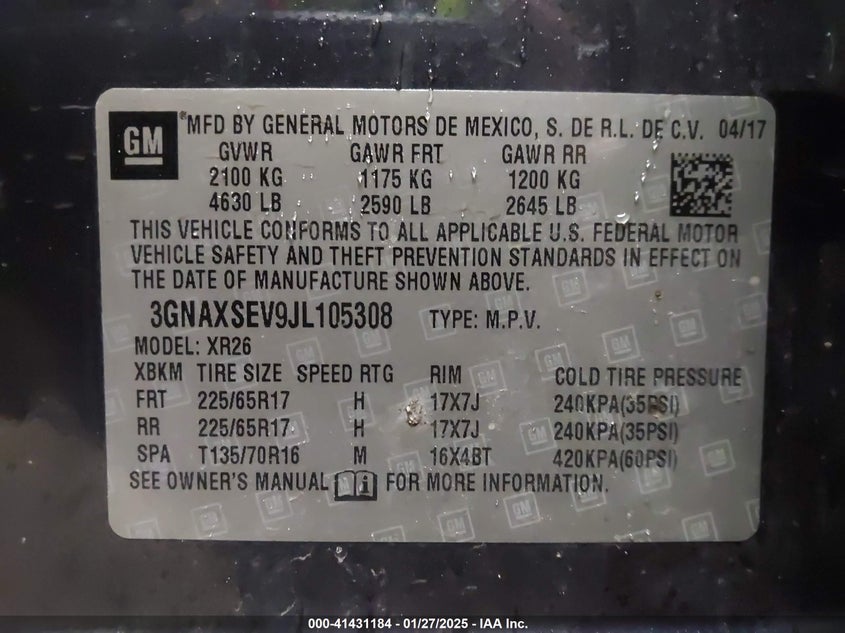 GM ®MFD BY GENERAL MOTORS DE MEXICO, S. DE R.L. DE C.V. 04/17
GVWR GAWR FRT GAWR RR
2100 KG 1175 KG 1200 KG
4630 LB 2590 LB 2645 LB
THIS VEHICLE CONFORMS TO ALL APPLICABLE U.S. FEDERAL MOTOR
VEHICLE SAFETY AND THEFT PREVENTION STANDARDS IN EFFECT ON
THE DATE OF MANUFACTURE SHOWN ABOVE.
3GNAXSEV9JL105308 TYPE: M.P.V.
MODEL: XR26
XBKM TIRE SIZE SPEED RTG RIM COLD TIRE PRESSURE
FRT 225/65R17 H 17X7J 240KPA(35PSI)
RR 225/65R17 H 17X7J 240KPA(35PSI)
SPA T135/70R16 M 16X4BT 420KPA(60PSI)
SEE OWNER'S MANUAL FOR MORE INFORMATION.
000-41431184 - 01/27/2025 - IAA Inc.